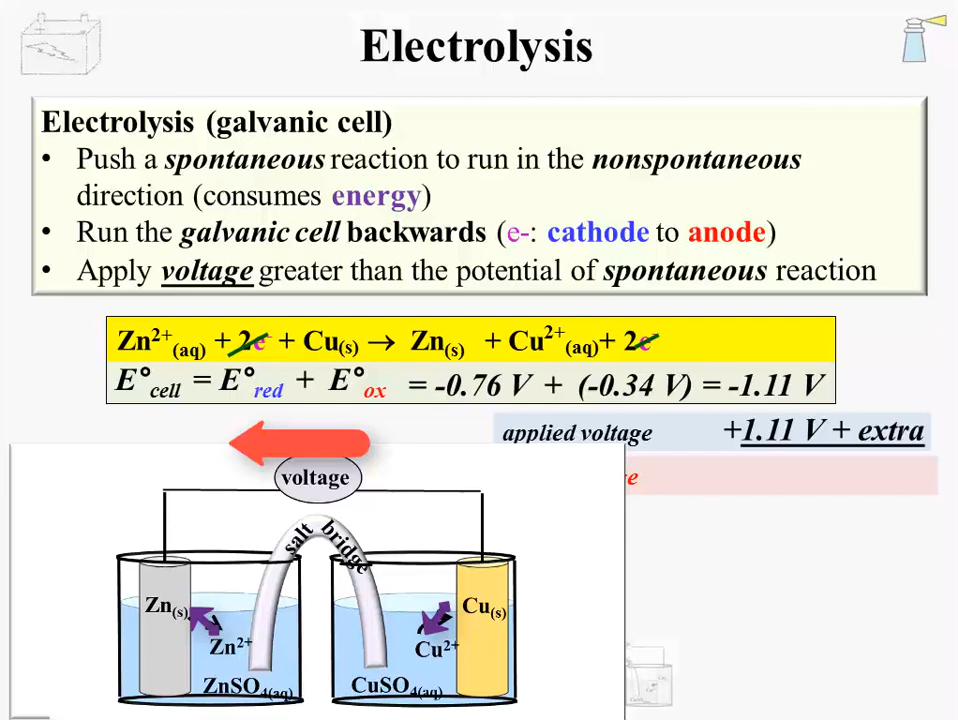 Electrolysis
Electrolysis (galvanic cell)
• Push a spontaneous reaction to run in the nonspontaneous
direction (consumes energy)
• Run the galvanic cell backwards (e-: cathode to anode)
• Apply voltage greater than the potential of spontaneous reaction
Zn²⁺(aq) + 2e⁻ + Cu(s) → Zn(s) + Cu²⁺(aq) + 2e⁻
E°cell = E°red + E°ox = -0.76 V + (-0.34 V) = -1.11 V
applied voltage +1.11 V + extra
voltage
salt bridge
Zn(s)
Cu(s)
Zn²⁺
Cu²⁺
ZnSO₄(aq)
CuSO₄(aq)